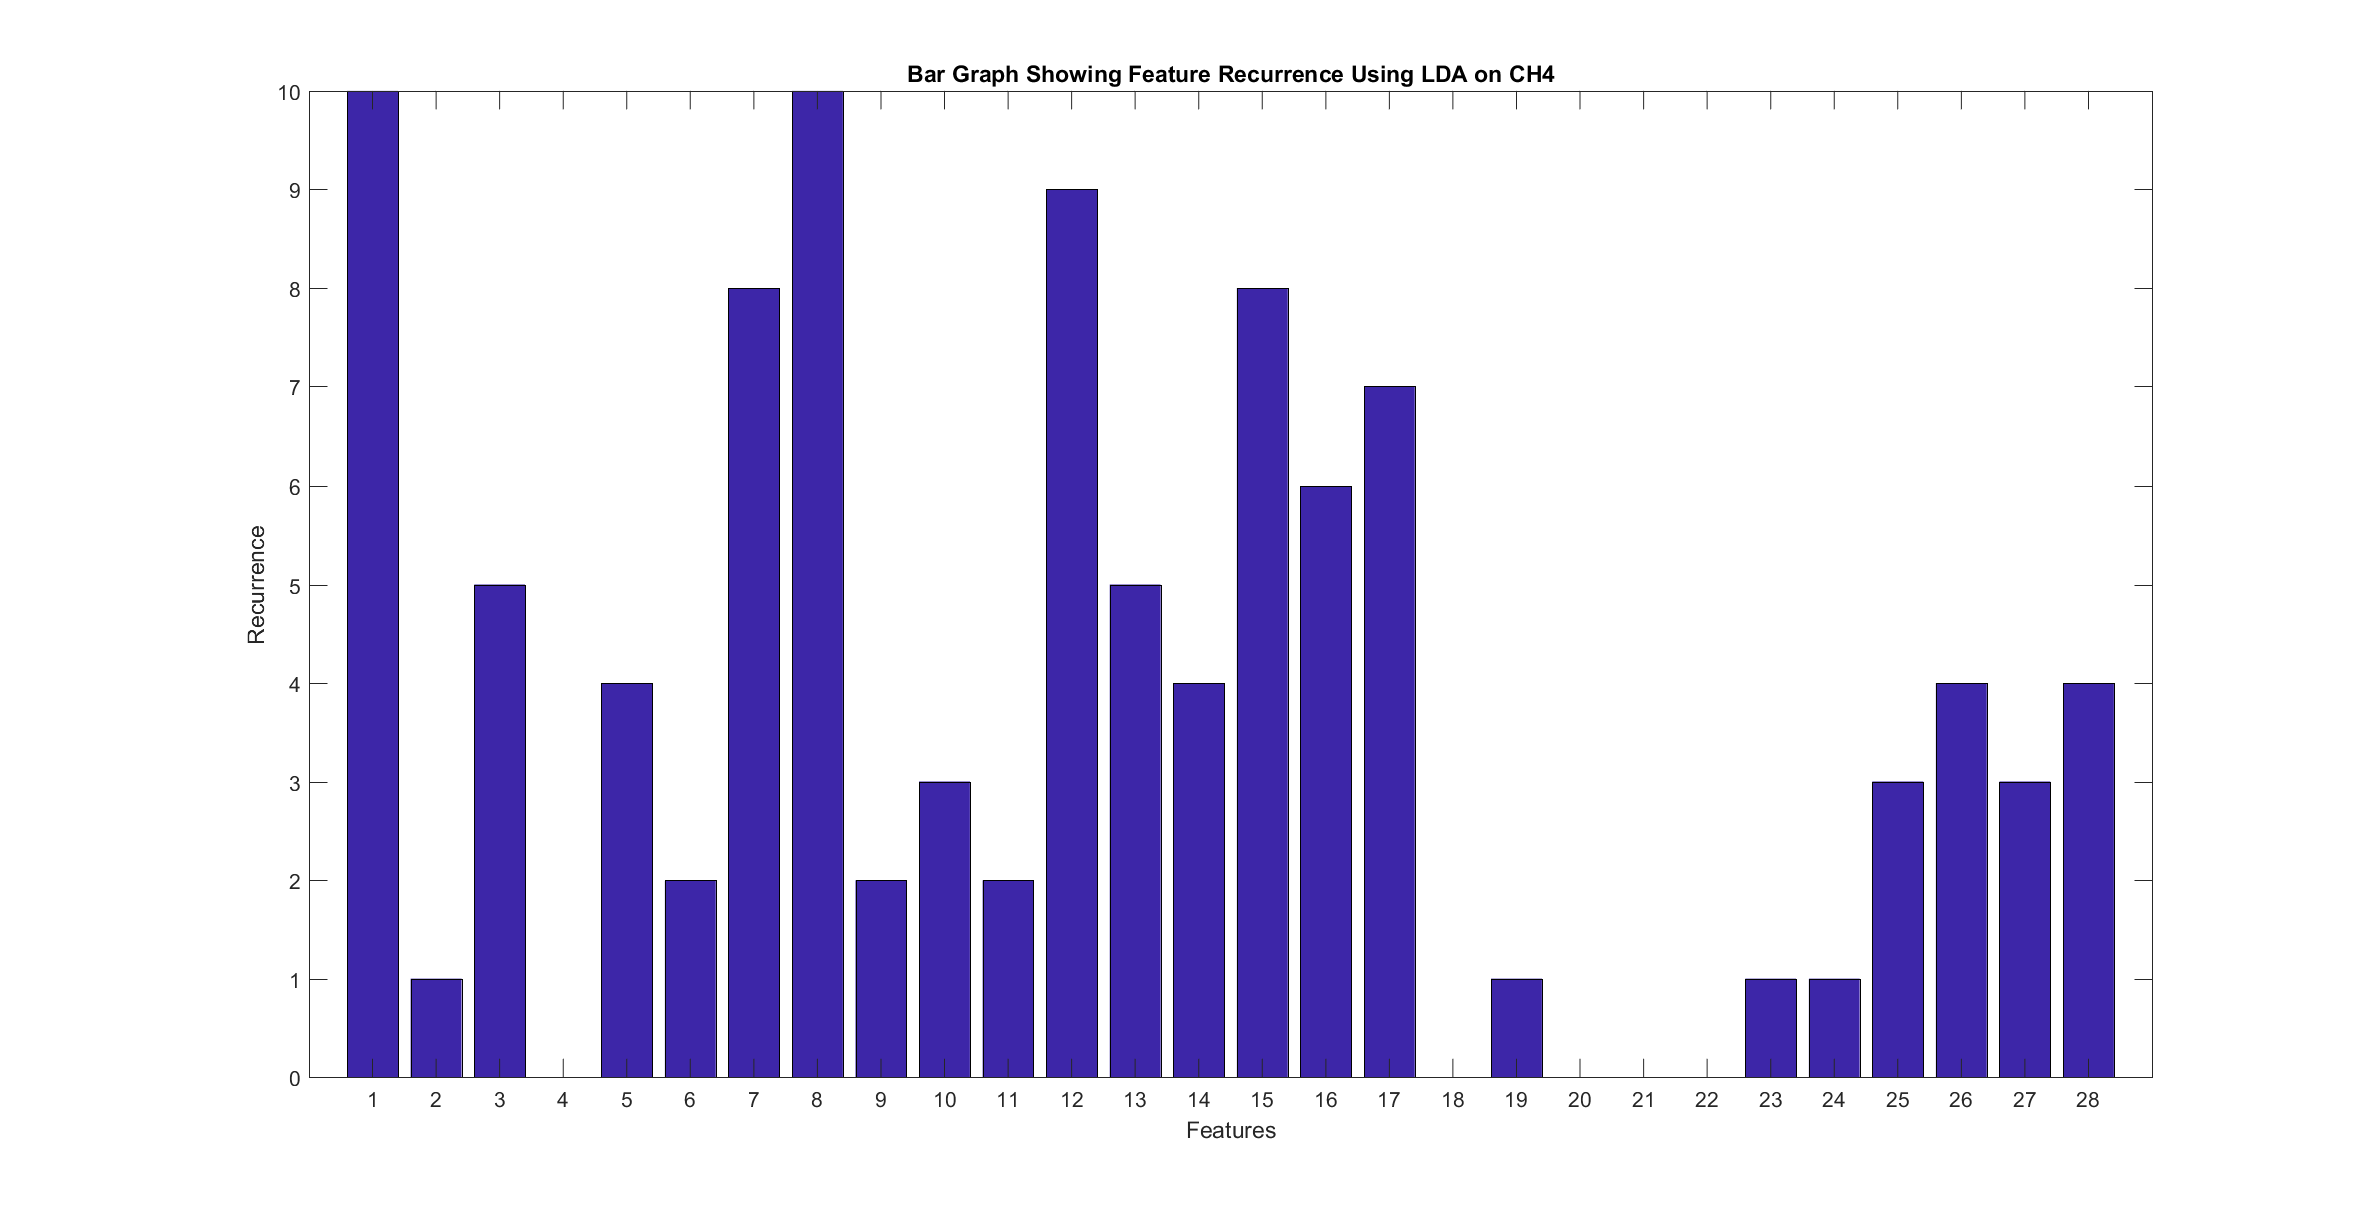 Bar Graph Showing Feature Recurrence Using LDA on CH4
10
9
8
7
6
5
4
3
2
1
0
Recurrence
1 2 3 4 5 6 7 8 9 10 11 12 13 14 15 16 17 18 19 20 21 22 23 24 25 26 27 28
Features